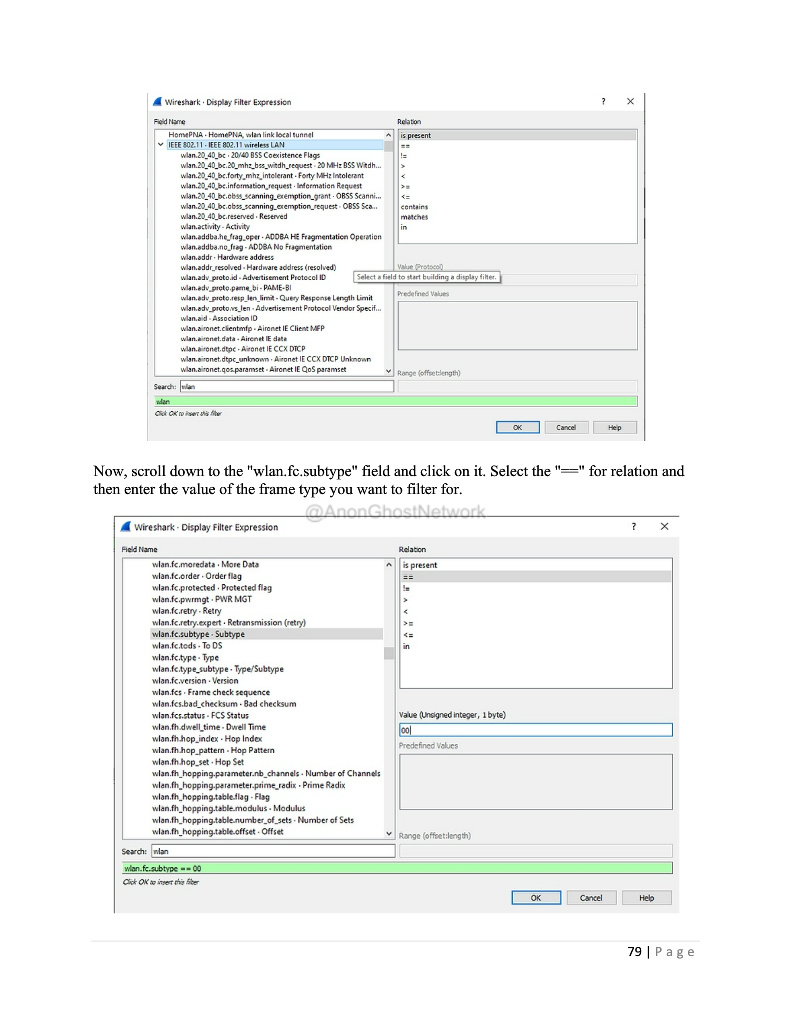 Wireshark · Display Filter Expression
? X
Field Name
HomePNA · HomePNA, wlan link local tunnel
IEEE 802.11 · IEEE 802.11 wireless LAN
wlan.20_40_bc · 20/40 BSS Coexistence Flags
wlan.20_40_bc.20_mhz_bss_witdh_request · 20 MHz BSS Witdh...
wlan.20_40_bc.forty_mhz_intolerant · Forty MHz Intolerant
wlan.20_40_bc.information_request · Information Request
wlan.20_40_bc.obss_scanning_exemption_grant · OBSS Scanni...
wlan.20_40_bc.obss_scanning_exemption_request · OBSS Sca...
wlan.20_40_bc.reserved · Reserved
wlan.activity · Activity
wlan.addba.he_frag_oper · ADDBA HE Fragmentation Operation
wlan.addba.no_frag · ADDBA No Fragmentation
wlan.addr · Hardware address
wlan.addr_resolved · Hardware address (resolved)
wlan.adv_proto.id · Advertisement Protocol ID
wlan.adv_proto.pame_bi · PAME-BI
wlan.adv_proto.resp_len_limit · Query Response Length Limit
wlan.adv_proto.vs_len · Advertisement Protocol Vendor Specif...
wlan.aid · Association ID
wlan.aironet.clientmfp · Aironet IE Client MFP
wlan.aironet.data · Aironet IE data
wlan.aironet.dtpc · Aironet IE CCX DTCP
wlan.aironet.dtpc_unknown · Aironet IE CCX DTCP Unknown
wlan.aironet.qos.paramset · Aironet IE QoS paramset
Relation
is present
==
!=
>
<
>=
<=
contains
matches
in
Value (Protocol)
Select a field to start building a display filter.
Predefined Values
Range (offset:length)
Search: wlan
wlan
Click OK to insert this filter
OK Cancel Help
Now, scroll down to the "wlan.fc.subtype" field and click on it. Select the "==" for relation and
then enter the value of the frame type you want to filter for.
@AnonGhostNetwork
Wireshark · Display Filter Expression
? X
Field Name
wlan.fc.moredata · More Data
wlan.fc.order · Order flag
wlan.fc.protected · Protected flag
wlan.fc.pwrmgt · PWR MGT
wlan.fc.retry · Retry
wlan.fc.retry.expert · Retransmission (retry)
wlan.fc.subtype · Subtype
wlan.fc.tods · To DS
wlan.fc.type · Type
wlan.fc.type_subtype · Type/Subtype
wlan.fc.version · Version
wlan.fcs · Frame check sequence
wlan.fcs.bad_checksum · Bad checksum
wlan.fcs.status · FCS Status
wlan.fh.dwell_time · Dwell Time
wlan.fh.hop_index · Hop Index
wlan.fh.hop_pattern · Hop Pattern
wlan.fh.hop_set · Hop Set
wlan.fh_hopping.parameter.nb_channels · Number of Channels
wlan.fh_hopping.parameter.prime_radix · Prime Radix
wlan.fh_hopping.table.flag · Flag
wlan.fh_hopping.table.modulus · Modulus
wlan.fh_hopping.table.number_of_sets · Number of Sets
wlan.fh_hopping.table.offset · Offset
Relation
is present
==
!=
>
<
>=
<=
in
Value (Unsigned integer, 1 byte)
00
Predefined Values
Range (offset:length)
Search: wlan
wlan.fc.subtype == 00
Click OK to insert this filter
OK Cancel Help
79 | Page